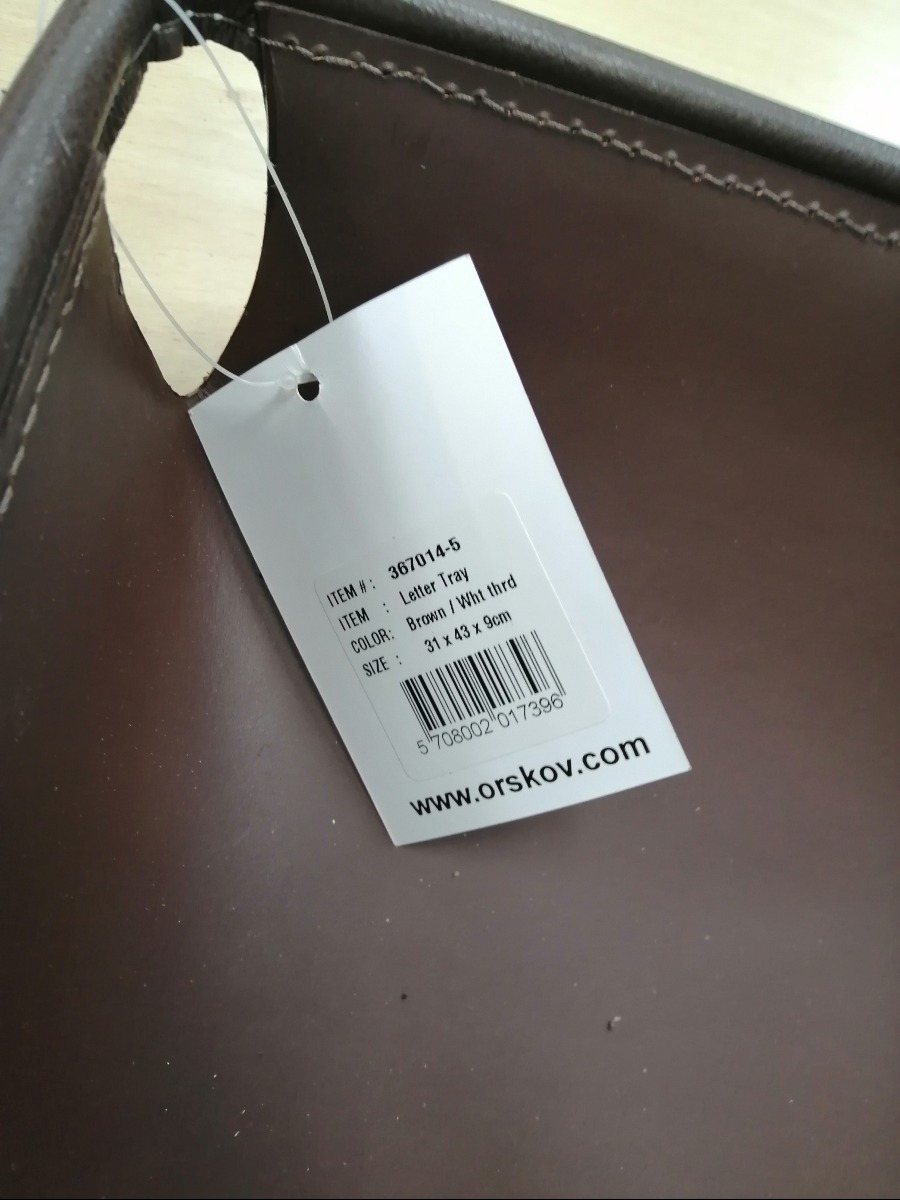 ITEM # : 367014-5
ITEM : Letter Tray
COLOR: Brown / Wht thrd
SIZE : 31 x 43 x 9cm
5 708002 017396
www.orskov.com